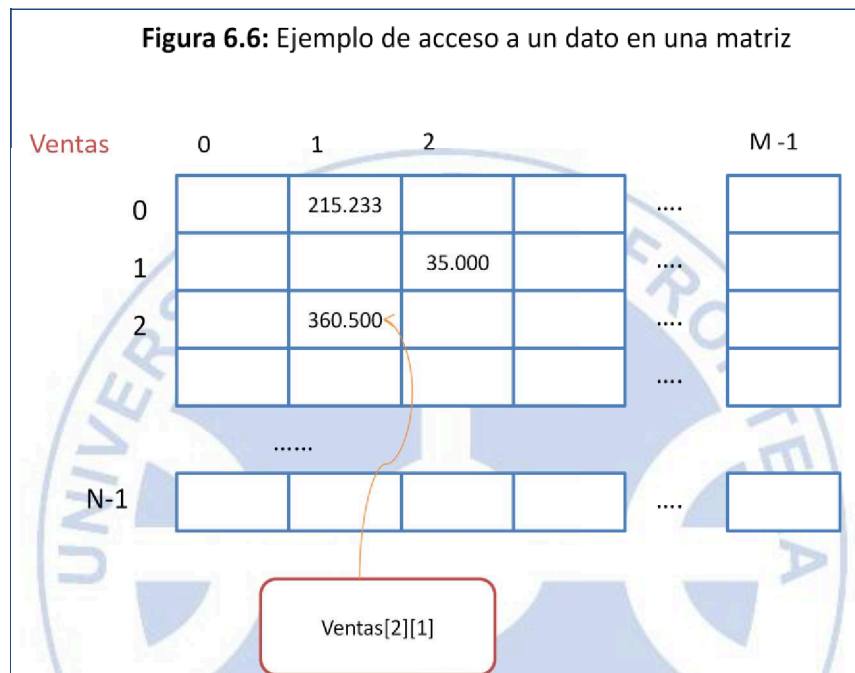 Figura 6.6: Ejemplo de acceso a un dato en una matriz
Ventas 0 1 2 M -1
0 215.233 ....
1 35.000 ....
2 360.500 ....
....
......
N-1 ....
Ventas[2][1]